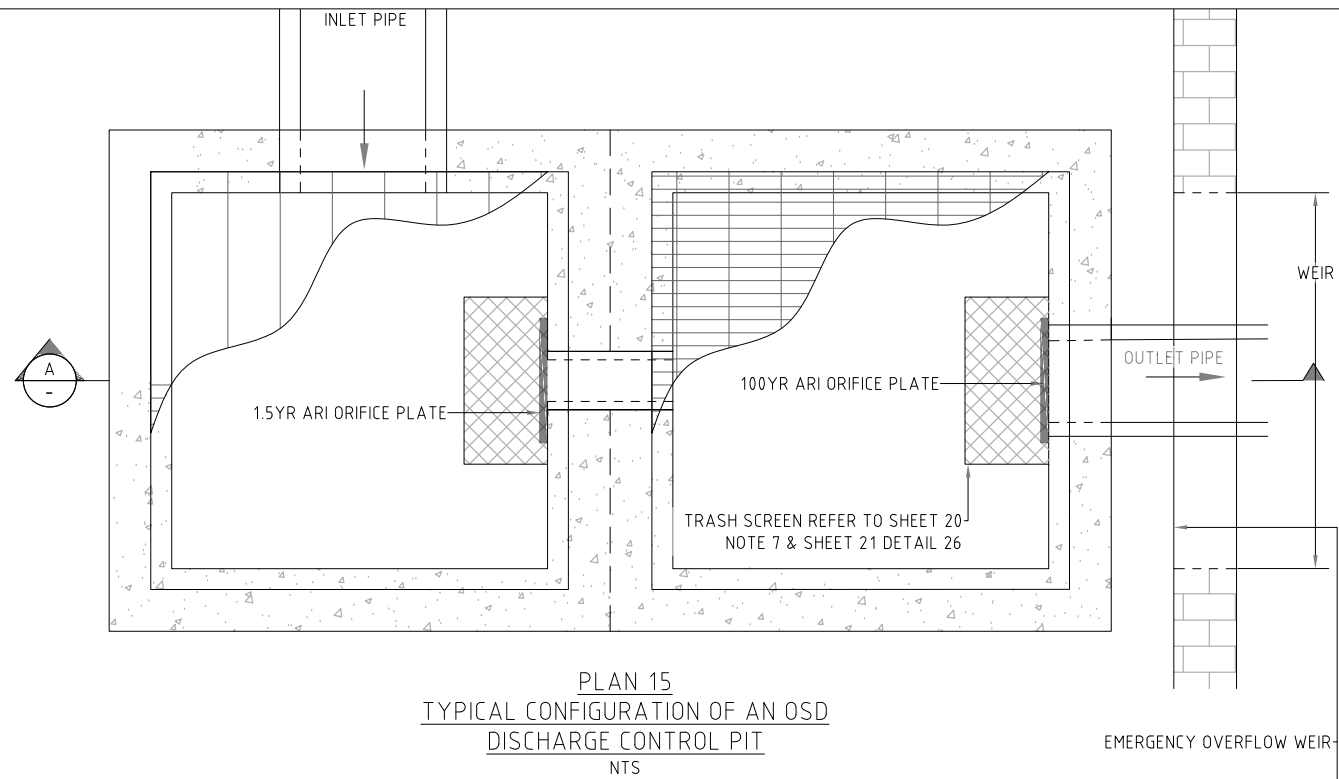 INLET PIPE
WEIR
A
-
OUTLET PIPE
100YR ARI ORIFICE PLATE
1.5YR ARI ORIFICE PLATE
TRASH SCREEN REFER TO SHEET 20
NOTE 7 & SHEET 21 DETAIL 26
PLAN 15
TYPICAL CONFIGURATION OF AN OSD
DISCHARGE CONTROL PIT
NTS
EMERGENCY OVERFLOW WEIR